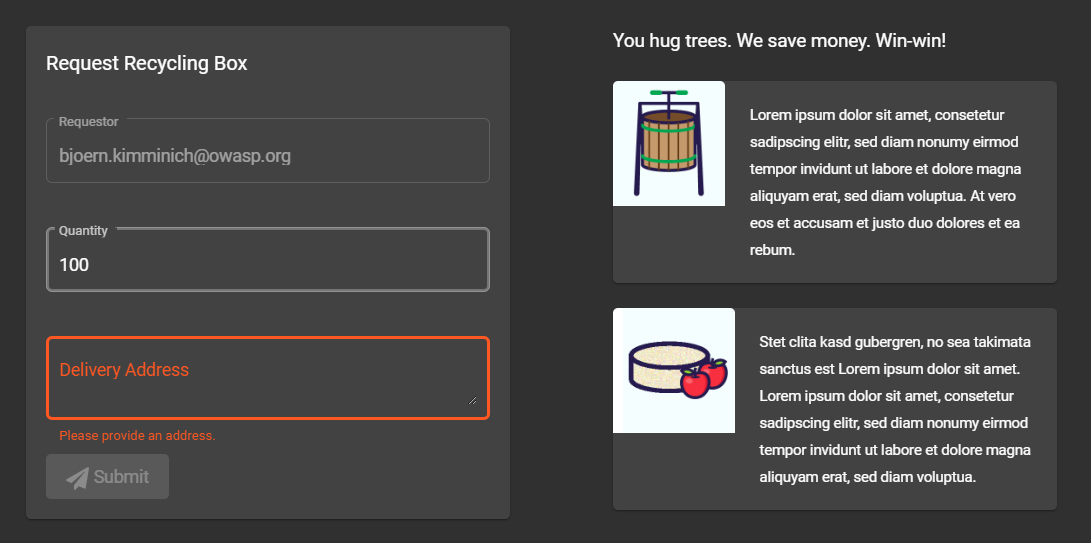 Request Recycling Box
Requestor
bjoern.kimminich@owasp.org
Quantity
100
Delivery Address
Please provide an address.
Submit
You hug trees. We save money. Win-win!
Lorem ipsum dolor sit amet, consetetur
sadipscing elitr, sed diam nonumy eirmod
tempor invidunt ut labore et dolore magna
aliquyam erat, sed diam voluptua. At vero
eos et accusam et justo duo dolores et ea
rebum.
Stet clita kasd gubergren, no sea takimata
sanctus est Lorem ipsum dolor sit amet.
Lorem ipsum dolor sit amet, consetetur
sadipscing elitr, sed diam nonumy eirmod
tempor invidunt ut labore et dolore magna
aliquyam erat, sed diam voluptua.